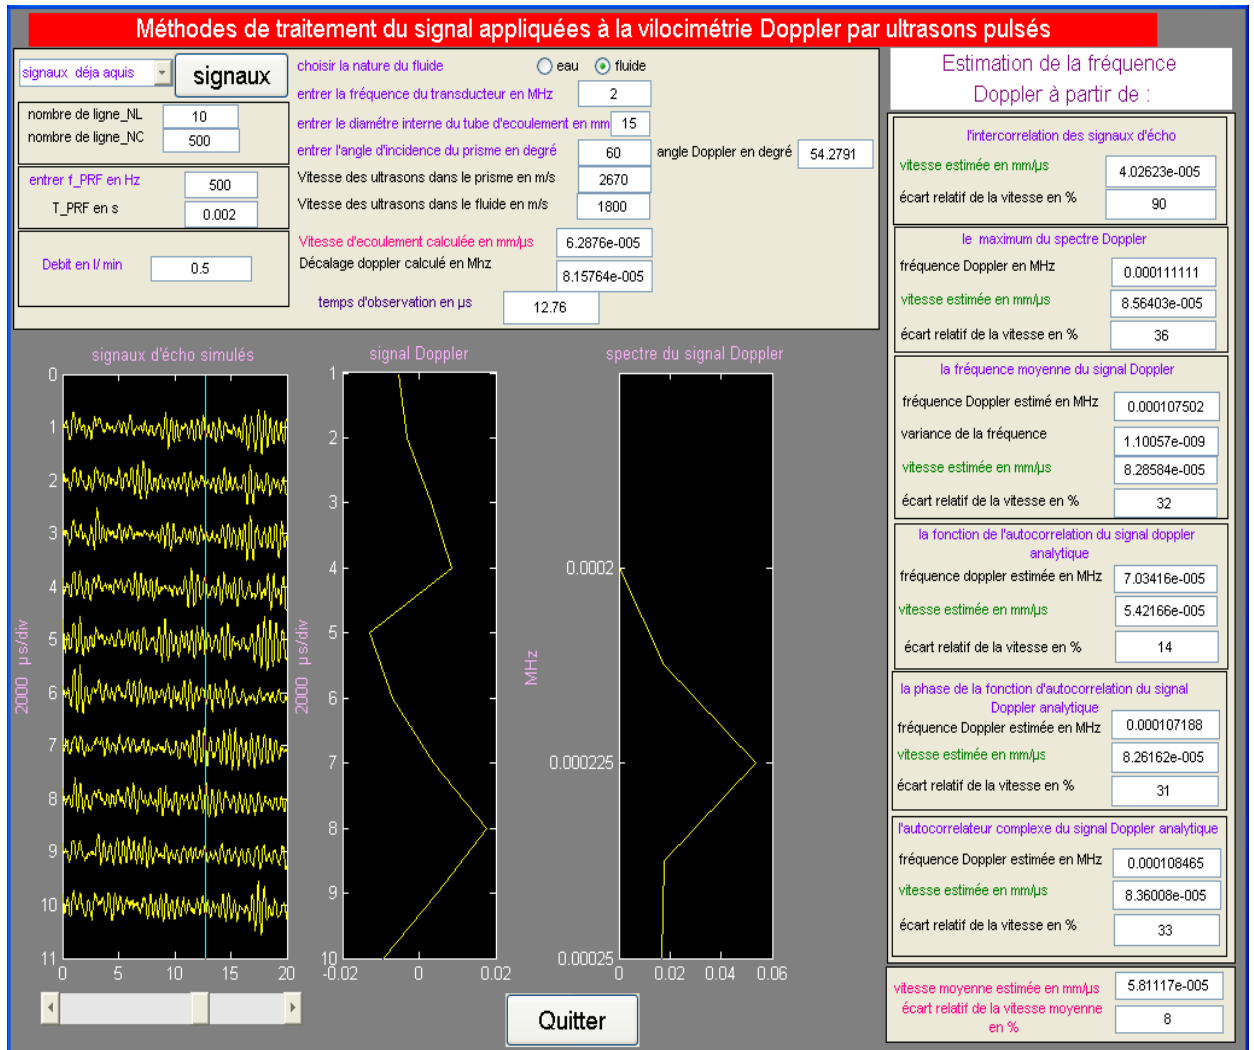 Méthodes de traitement du signal appliquées à la vilocimétrie Doppler par ultrasons pulsés
signaux déja aquis
signaux
nombre de ligne_NL 10
nombre de ligne_NC 500
entrer f_PRF en Hz 500
T_PRF en s 0.002
Debit en l/ min 0.5
choisir la nature du fluide eau fluide
entrer la fréquence du transducteur en MHz 2
entrer le diamétre interne du tube d'ecoulement en mm 15
entrer l'angle d'incidence du prisme en degré 60 angle Doppler en degré 54.2791
Vitesse des ultrasons dans le prisme en m/s 2670
Vitesse des ultrasons dans le fluide en m/s 1800
Vitesse d'ecoulement calculée en mm/µs 6.2876e-005
Décalage doppler calculé en Mhz 8.15764e-005
temps d'observation en µs 12.76
Estimation de la fréquence
Doppler à partir de :
l'intercorrelation des signaux d'écho
vitesse estimée en mm/µs 4.02623e-005
écart relatif de la vitesse en % 90
le maximum du spectre Doppler
fréquence Doppler en MHz 0.000111111
vitesse estimée en mm/µs 8.56403e-005
écart relatif de la vitesse en % 36
la fréquence moyenne du signal Doppler
fréquence Doppler estimé en MHz 0.000107502
variance de la fréquence 1.10057e-009
vitesse estimée en mm/µs 8.28584e-005
écart relatif de la vitesse en % 32
la fonction de l'autocorrelation du signal doppler
analytique
fréquence doppler estimée en MHz 7.03416e-005
vitesse estimée en mm/µs 5.42166e-005
écart relatif de la vitesse en % 14
la phase de la fonction d'autocorrelation du signal
Doppler analytique
fréquence Doppler estimée en MHz 0.000107188
vitesse estimée en mm/µs 8.26162e-005
écart relatif de la vitesse en % 31
l'autocorrelateur complexe du signal Doppler analytique
fréquence Doppler estimée en MHz 0.000108465
vitesse estimée en mm/µs 8.36008e-005
écart relatif de la vitesse en % 33
vitesse moyenne estimée en mm/µs 5.81117e-005
écart relatif de la vitesse moyenne
en % 8
signaux d'écho simulés
0
1
2
3
4
5
6
7
8
9
10
11
2000 µs/div
0 5 10 15 20
signal Doppler
1
2
3
4
5
6
7
8
9
10
2000 µs/div
-0.02 0 0.02
spectre du signal Doppler
0.0002
0.000225
0.00025
MHz
0 0.02 0.04 0.06
Quitter